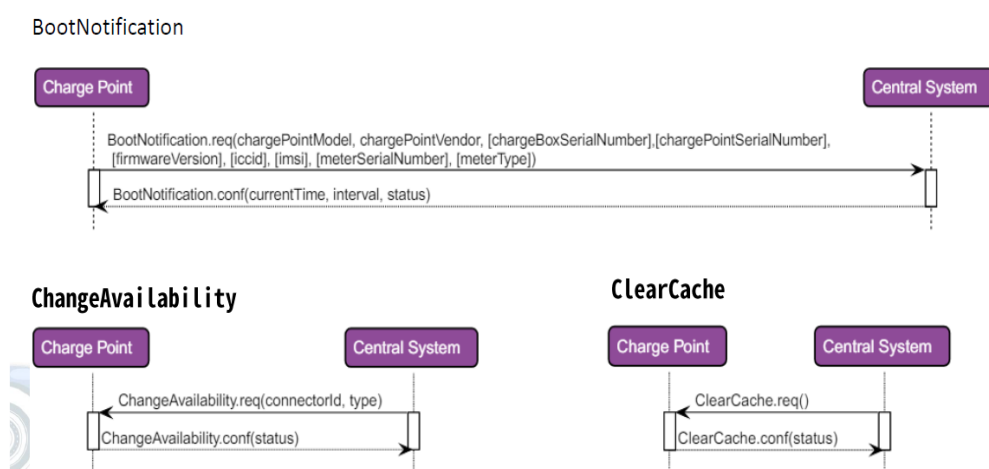 BootNotification
Charge Point
Central System
BootNotification.req(chargePointModel, chargePointVendor, [chargeBoxSerialNumber],[chargePointSerialNumber],
[firmwareVersion], [iccid], [imsi], [meterSerialNumber], [meterType])
BootNotification.conf(currentTime, interval, status)
ChangeAvailability
Charge Point
Central System
ChangeAvailability.req(connectorId, type)
ChangeAvailability.conf(status)
ClearCache
Charge Point
Central System
ClearCache.req()
ClearCache.conf(status)